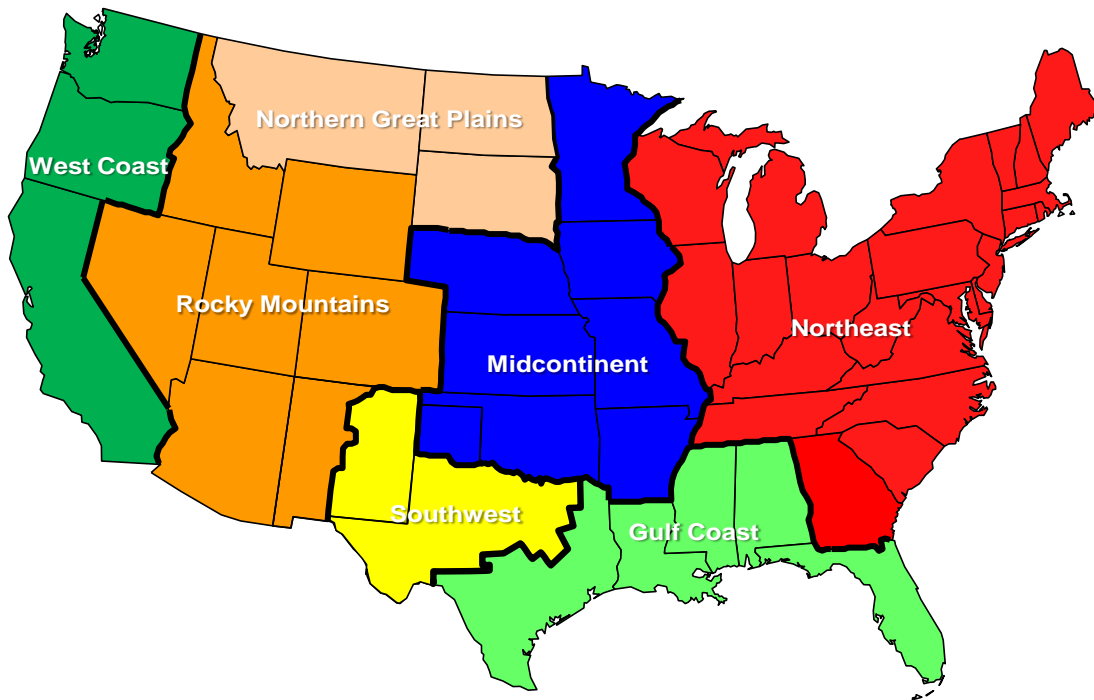 Northern Great Plains
West Coast
Rocky Mountains
Northeast
Midcontinent
Southwest
Gulf Coast